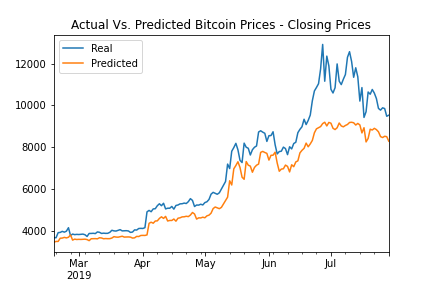 Actual Vs. Predicted Bitcoin Prices - Closing Prices
Real
Predicted
12000
10000
8000
6000
4000
Mar Apr May Jun Jul
2019